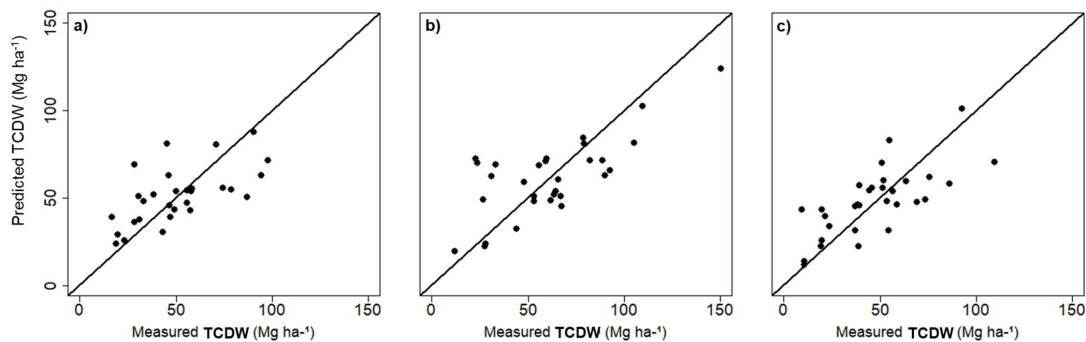 Predicted TCDW (Mg ha-¹)
150
100
50
0
a)
b)
c)
0 50 100 150
0 50 100 150
0 50 100 150
Measured TCDW (Mg ha-¹)
Measured TCDW (Mg ha-¹)
Measured TCDW (Mg ha-¹)